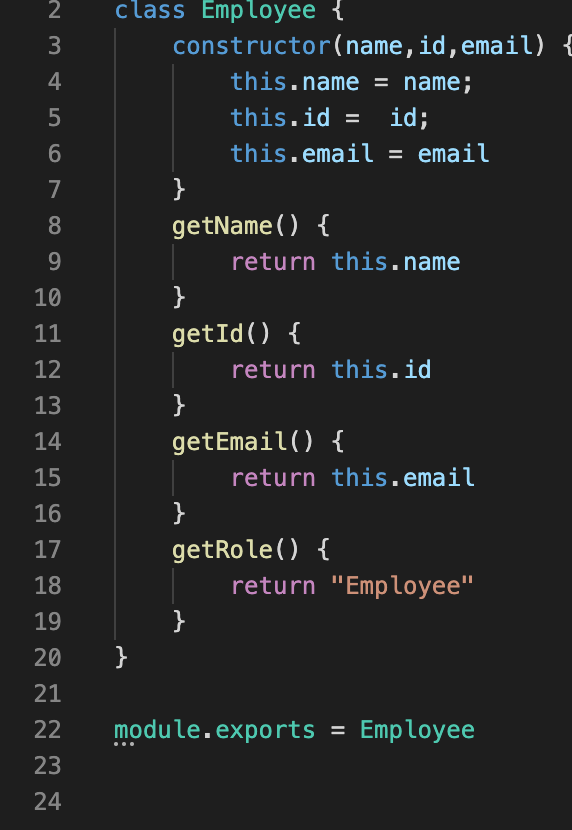 2 class Employee {
3 constructor(name,id,email) {
4 this.name = name;
5 this.id =  id;
6 this.email = email
7 }
8 getName() {
9 return this.name
10 }
11 getId() {
12 return this.id
13 }
14 getEmail() {
15 return this.email
16 }
17 getRole() {
18 return "Employee"
19 }
20 }
21
22 module.exports = Employee
23
24